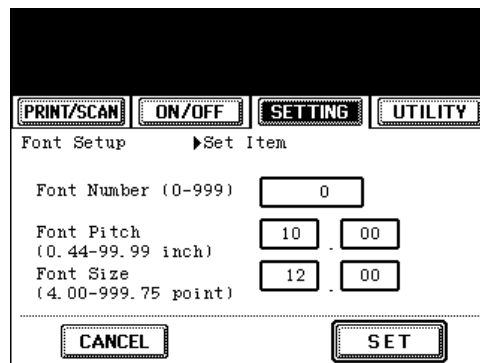 PRINT/SCAN ON/OFF SETTING UTILITY
Font Setup ▶Set Item
Font Number (0-999) 0
Font Pitch 10 . 00
(0.44-99.99 inch)
Font Size 12 . 00
(4.00-999.75 point)
CANCEL SET